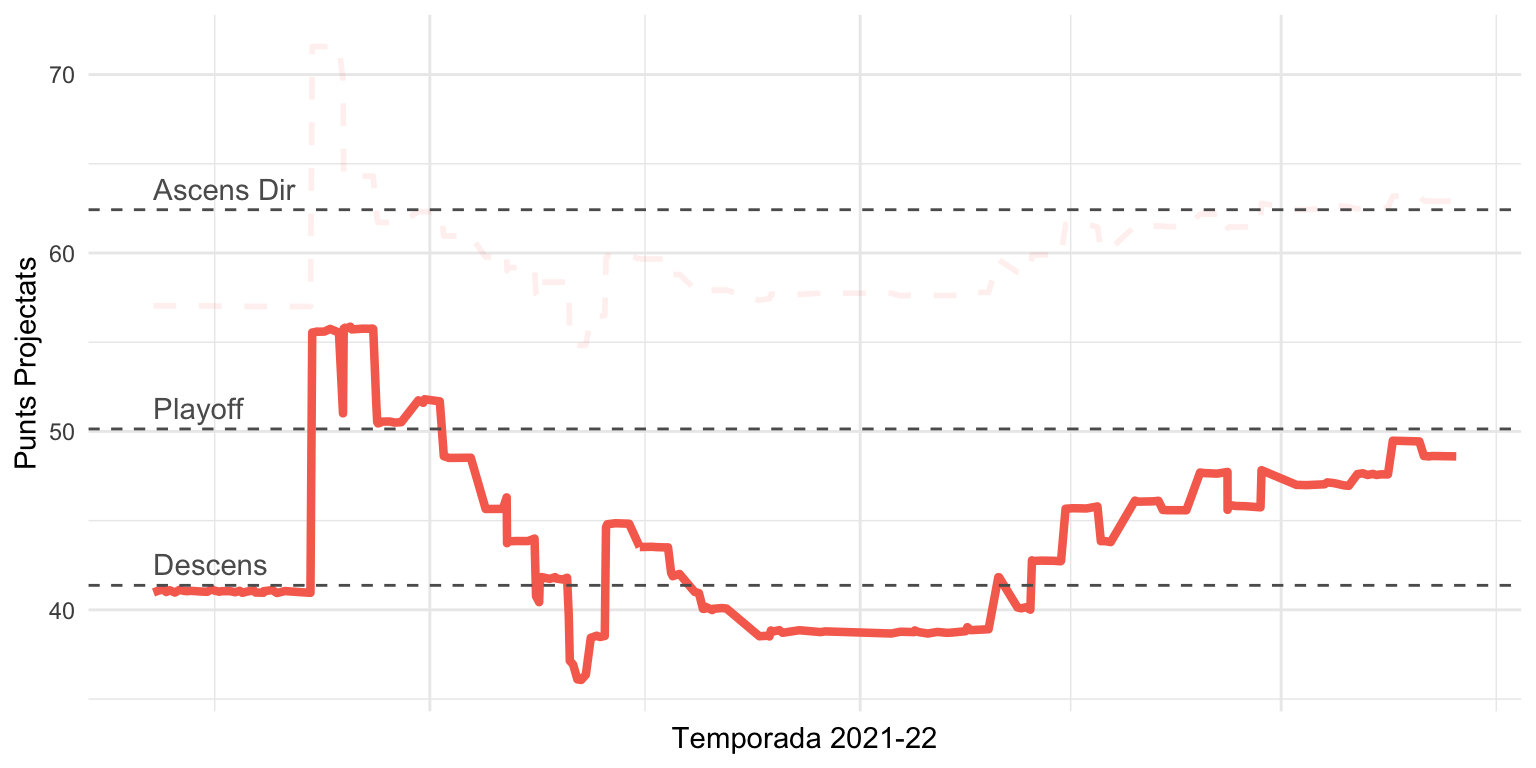 70
Ascens Dir
60
Playoff
50
Descens
40
Punts Projectats
Temporada 2021-22